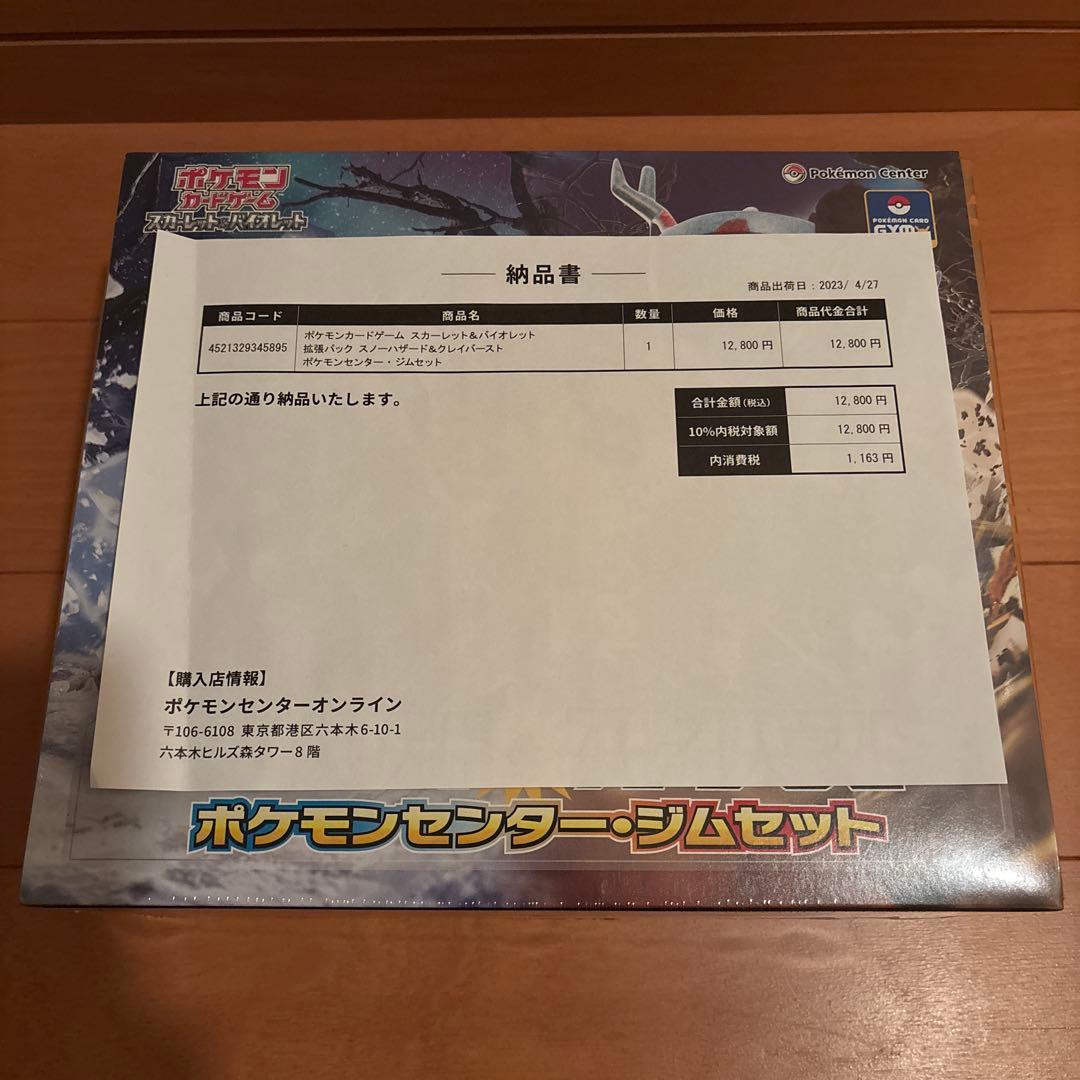 ポケモン
カードゲーム
スカーレット&バイオレット
Pokémon Center
POKÉMON CARD
GYM
納品書
商品出荷日：2023/ 4/27
商品コード 商品名 数量 価格 商品代金合計
4521329345895 ポケモンカードゲーム スカーレット&バイオレット 1 12,800 円 12,800 円
拡張パック スノーハザード&クレイバースト
ポケモンセンター・ジムセット
上記の通り納品いたします。
合計金額(税込) 12,800 円
10%内税対象額 12,800 円
内消費税 1,163 円
【購入店情報】
ポケモンセンターオンライン
〒106-6108 東京都港区六本木6-10-1
六本木ヒルズ森タワー８階
ポケモンセンター・ジムセット